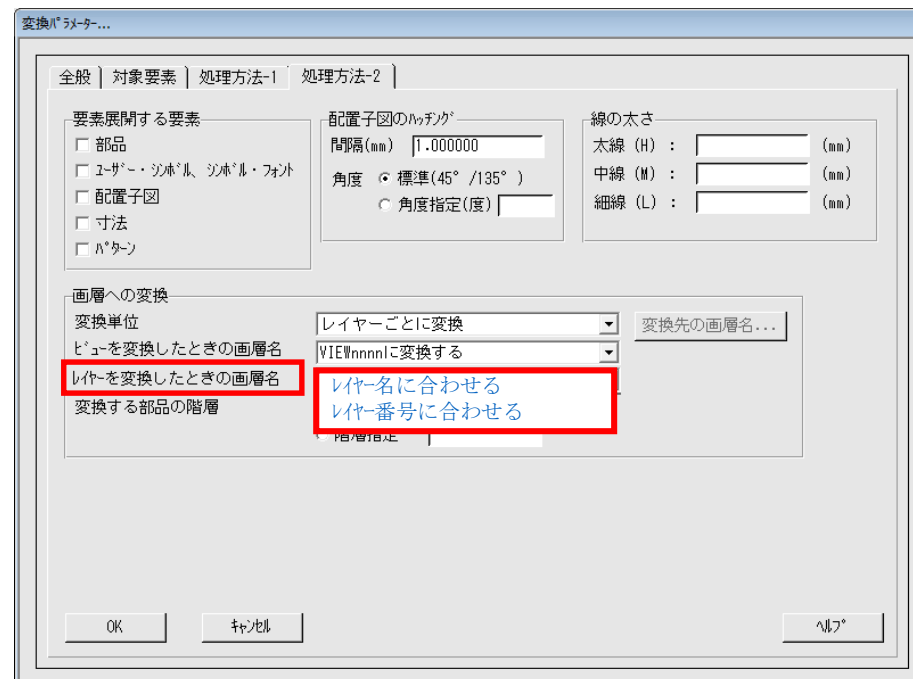 変換ﾊﾟﾗﾒｰﾀｰ...
全般 対象要素 処理方法-1 処理方法-2
要素展開する要素
部品
ﾕｰｻﾞｰ・ｼﾝﾎﾞﾙ、ｼﾝﾎﾞﾙ・ﾌｫﾝﾄ
配置子図
寸法
ﾊﾟﾀｰﾝ
配置子図のﾊｯﾁﾝｸﾞ
間隔(mm) 1.000000
角度 標準(45°/135°)
角度指定(度)
線の太さ
太線 (H) : (mm)
中線 (M) : (mm)
細線 (L) : (mm)
画層への変換
変換単位 レイヤーごとに変換 変換先の画層名...
ﾋﾞｭｰを変換したときの画層名 VIEWnnnnに変換する
ﾚｲﾔｰを変換したときの画層名 ﾚｲﾔｰ名に合わせる
ﾚｲﾔｰ番号に合わせる
変換する部品の階層
階層指定
OK ｷｬﾝｾﾙ ﾍﾙﾌﾟ